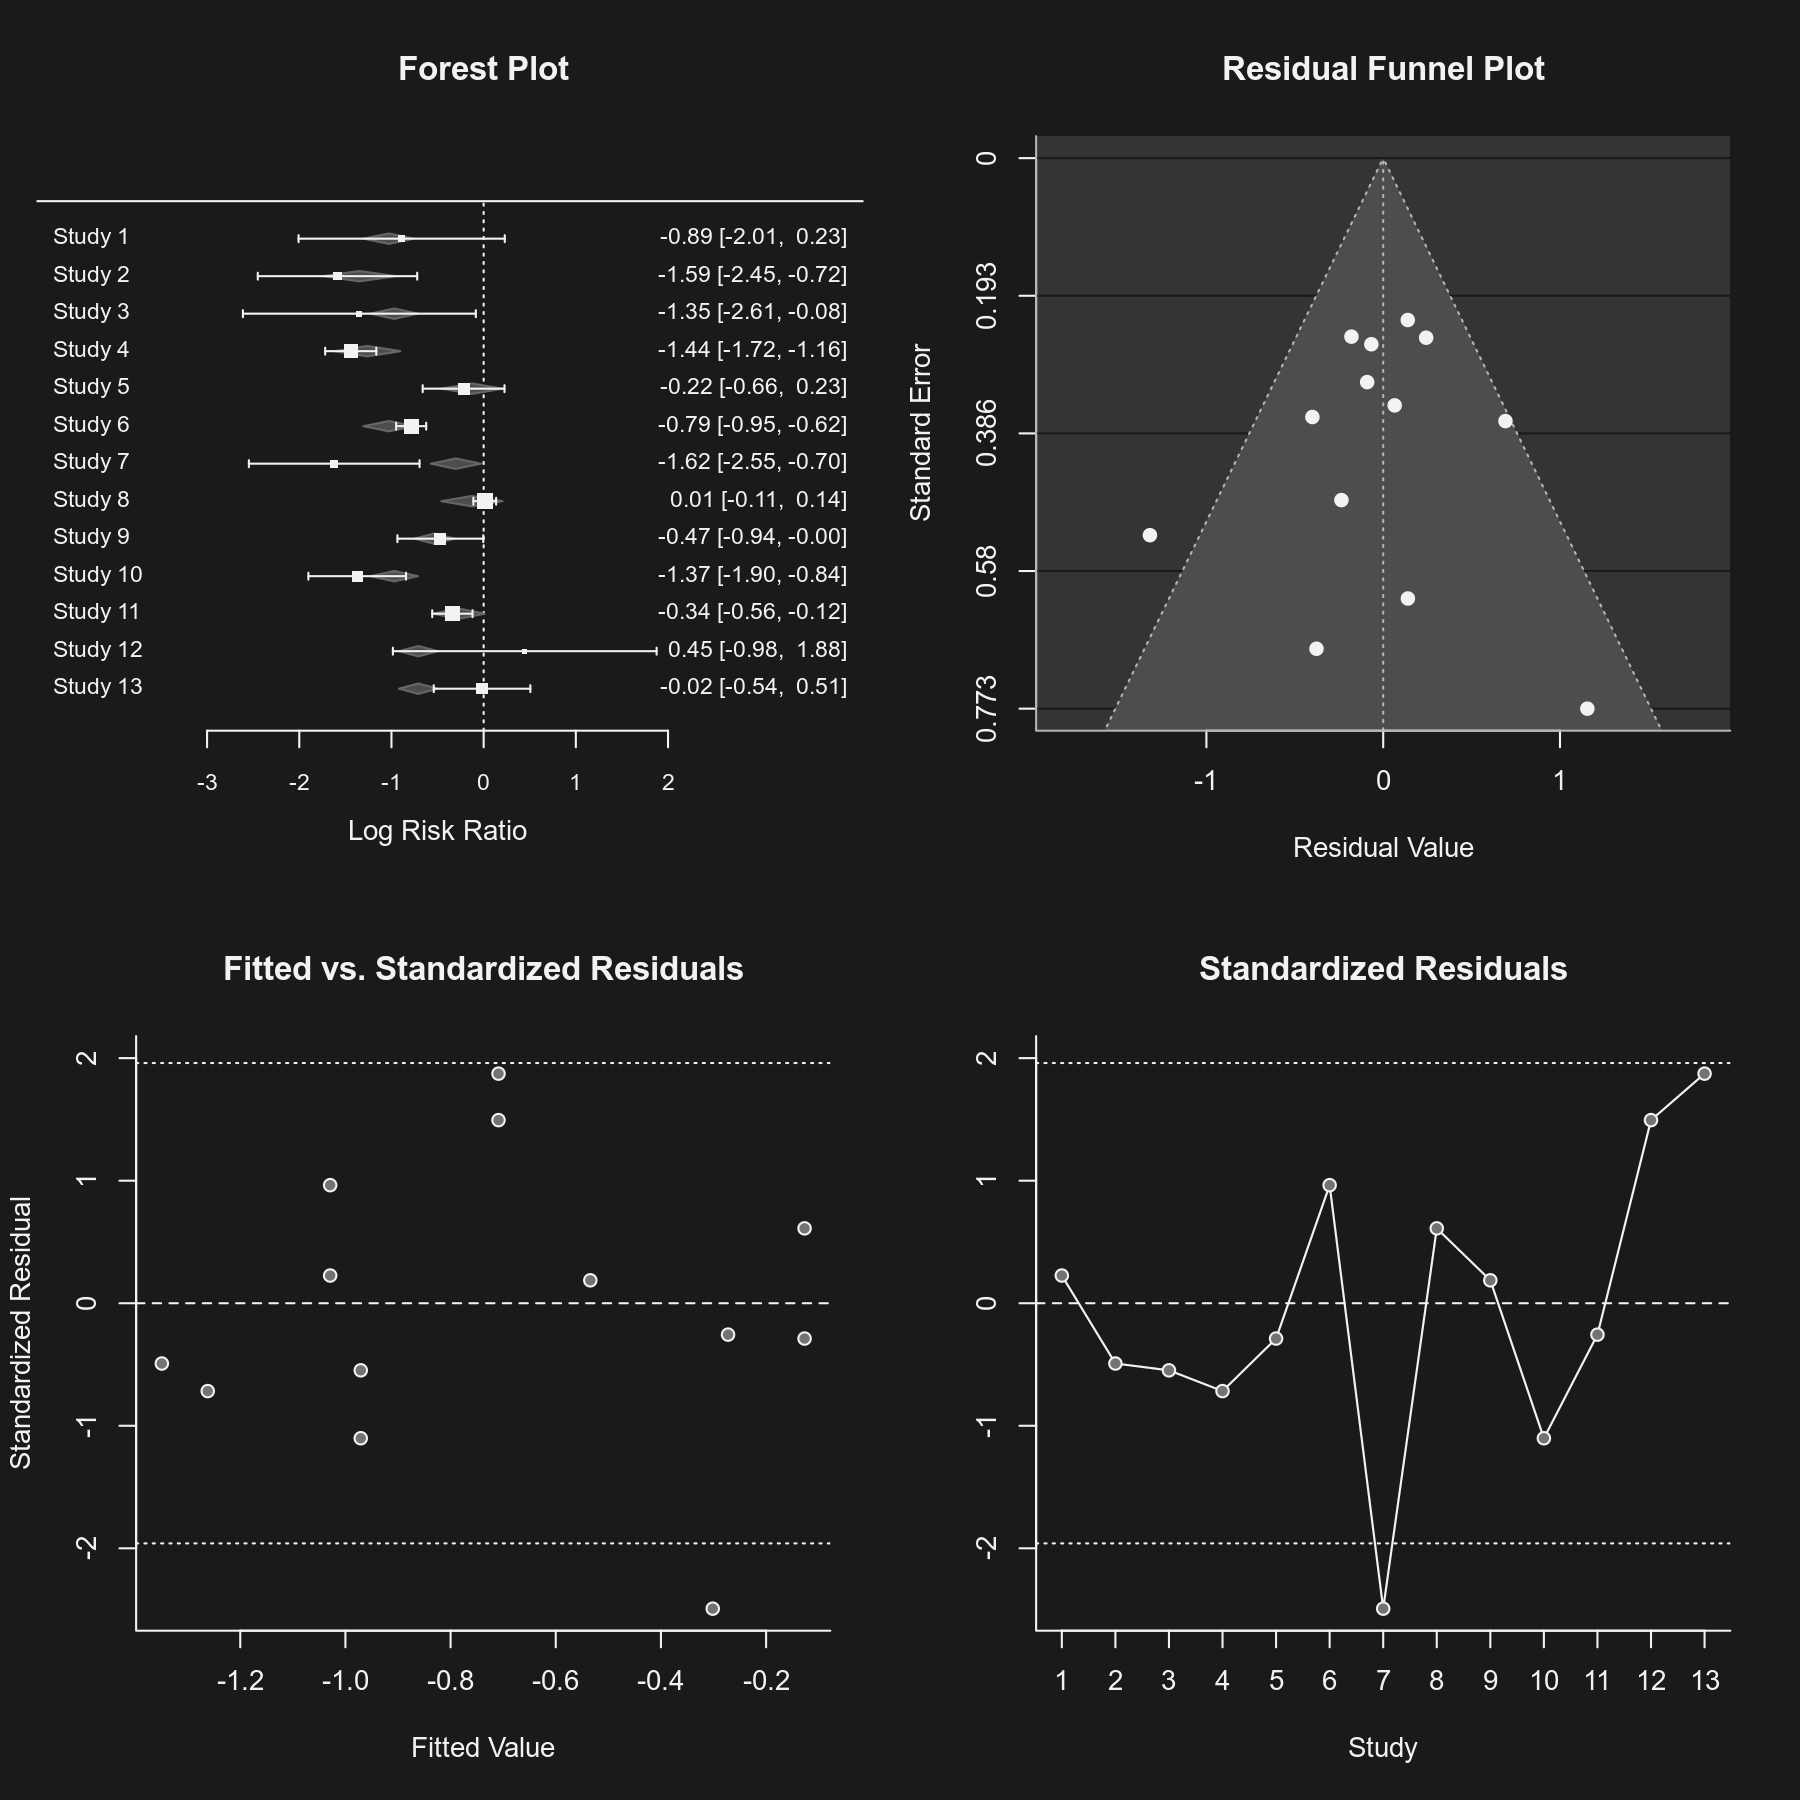 Forest Plot
Study 1 -0.89 [-2.01, 0.23]
Study 2 -1.59 [-2.45, -0.72]
Study 3 -1.35 [-2.61, -0.08]
Study 4 -1.44 [-1.72, -1.16]
Study 5 -0.22 [-0.66, 0.23]
Study 6 -0.79 [-0.95, -0.62]
Study 7 -1.62 [-2.55, -0.70]
Study 8 0.01 [-0.11, 0.14]
Study 9 -0.47 [-0.94, -0.00]
Study 10 -1.37 [-1.90, -0.84]
Study 11 -0.34 [-0.56, -0.12]
Study 12 0.45 [-0.98, 1.88]
Study 13 -0.02 [-0.54, 0.51]
-3 -2 -1 0 1 2
Log Risk Ratio
Residual Funnel Plot
Standard Error
0
0.193
0.386
0.58
0.773
-1 0 1
Residual Value
Fitted vs. Standardized Residuals
Standardized Residual
2
1
0
-1
-2
-1.2 -1.0 -0.8 -0.6 -0.4 -0.2
Fitted Value
Standardized Residuals
2
1
0
-1
-2
1 2 3 4 5 6 7 8 9 10 11 12 13
Study